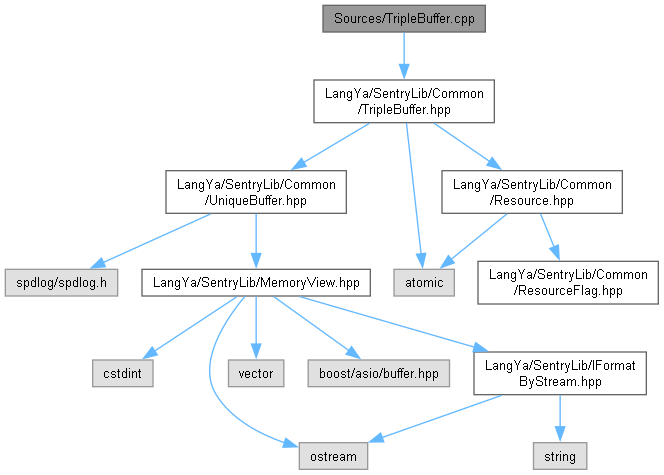 Sources/TripleBuffer.cpp
LangYa/SentryLib/Common
/TripleBuffer.hpp
LangYa/SentryLib/Common
/UniqueBuffer.hpp
LangYa/SentryLib/Common
/Resource.hpp
spdlog/spdlog.h
LangYa/SentryLib/MemoryView.hpp
atomic
LangYa/SentryLib/Common
/ResourceFlag.hpp
cstdint
vector
boost/asio/buffer.hpp
LangYa/SentryLib/IFormat
ByStream.hpp
ostream
string